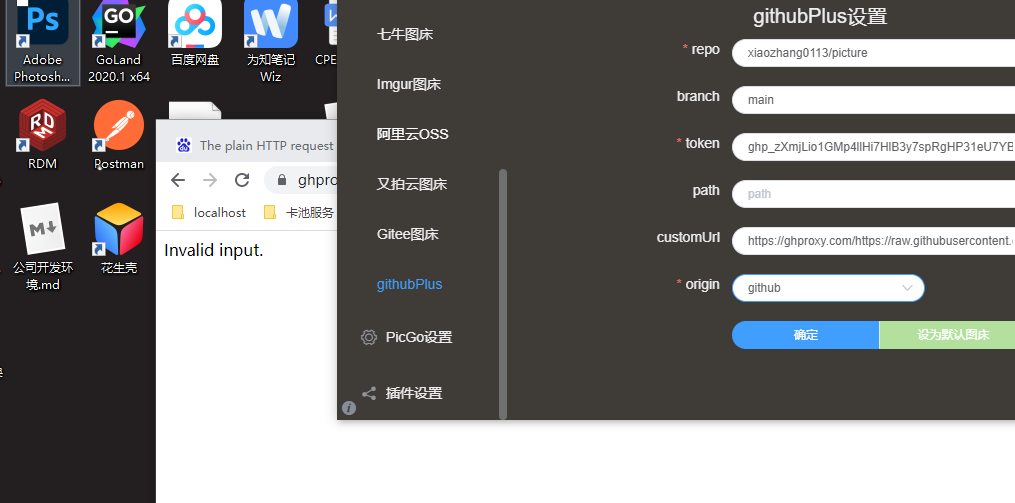 Adobe
Photosh...
GoLand
2020.1 x64
百度网盘
为知笔记
Wiz
CPE
RDM
Postman
公司开发环
境.md
花生壳
The plain HTTP request
ghpro
localhost
卡池服务
Invalid input.
七牛图床
Imgur图床
阿里云OSS
又拍云图床
Gitee图床
githubPlus
PicGo设置
插件设置
githubPlus设置
* repo
xiaozhang0113/picture
branch
main
* token
ghp_zXmjLio1GMp4llHi7HlB3y7spRgHP31eU7YE
path
path
customUrl
https://ghproxy.com/https://raw.githubusercontent.
* origin
github
确定
设为默认图床